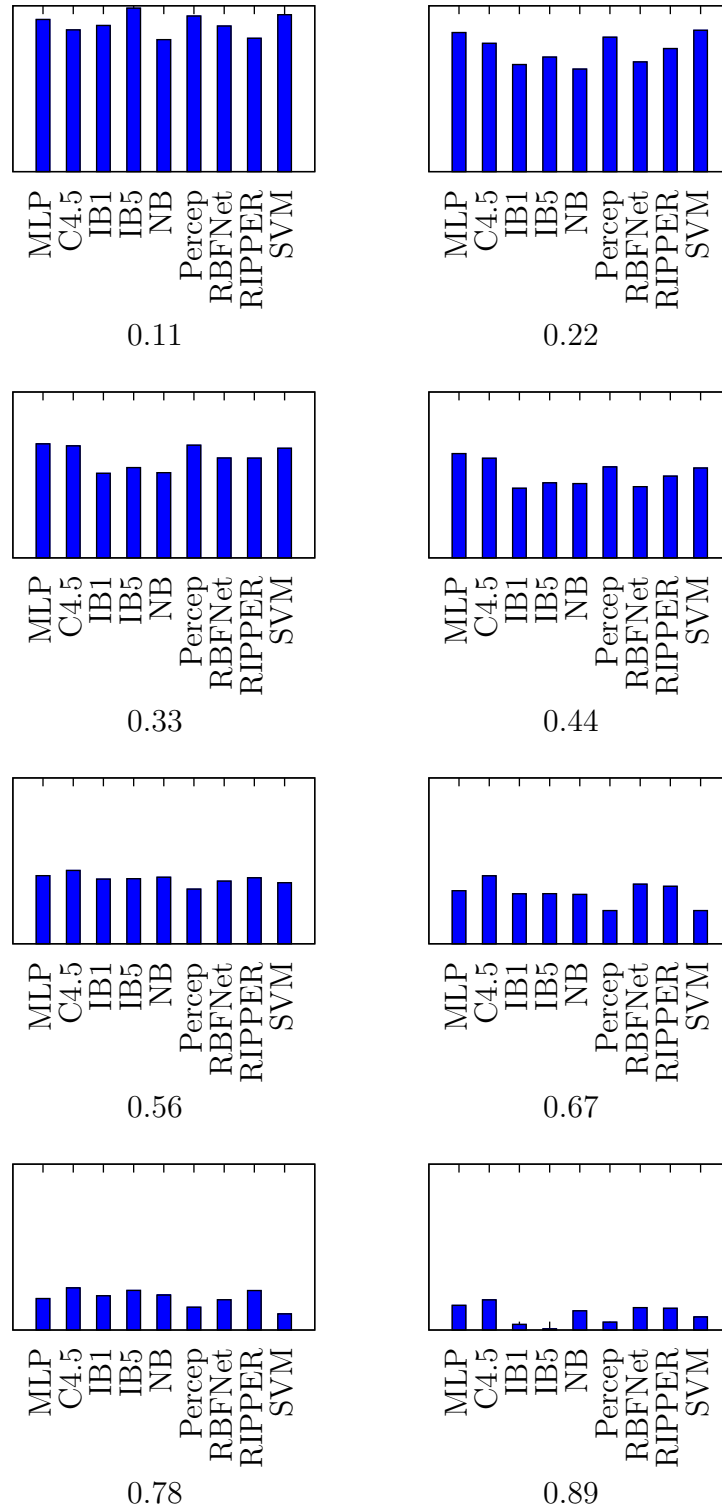 MLP
C4.5
IB1
IB5
NB
Percep
RBFNet
RIPPER
SVM
0.11
MLP
C4.5
IB1
IB5
NB
Percep
RBFNet
RIPPER
SVM
0.22
MLP
C4.5
IB1
IB5
NB
Percep
RBFNet
RIPPER
SVM
0.33
MLP
C4.5
IB1
IB5
NB
Percep
RBFNet
RIPPER
SVM
0.44
MLP
C4.5
IB1
IB5
NB
Percep
RBFNet
RIPPER
SVM
0.56
MLP
C4.5
IB1
IB5
NB
Percep
RBFNet
RIPPER
SVM
0.67
MLP
C4.5
IB1
IB5
NB
Percep
RBFNet
RIPPER
SVM
0.78
MLP
C4.5
IB1
IB5
NB
Percep
RBFNet
RIPPER
SVM
0.89